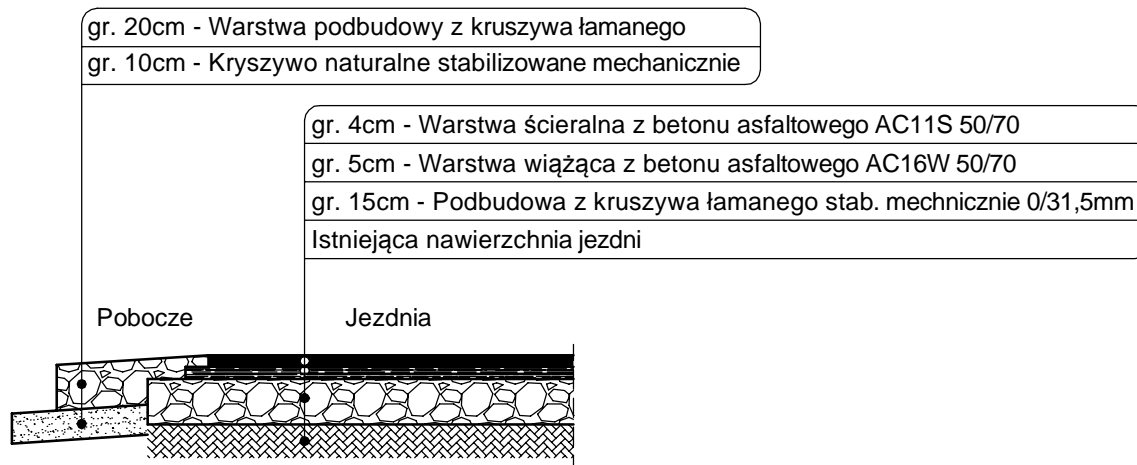 gr. 20cm - Warstwa podbudowy z kruszywa łamanego
gr. 10cm - Kryszywo naturalne stabilizowane mechanicznie
gr. 4cm - Warstwa ścieralna z betonu asfaltowego AC11S 50/70
gr. 5cm - Warstwa wiążąca z betonu asfaltowego AC16W 50/70
gr. 15cm - Podbudowa z kruszywa łamanego stab. mechnicznie 0/31,5mm
Istniejąca nawierzchnia jezdni
Pobocze
Jezdnia